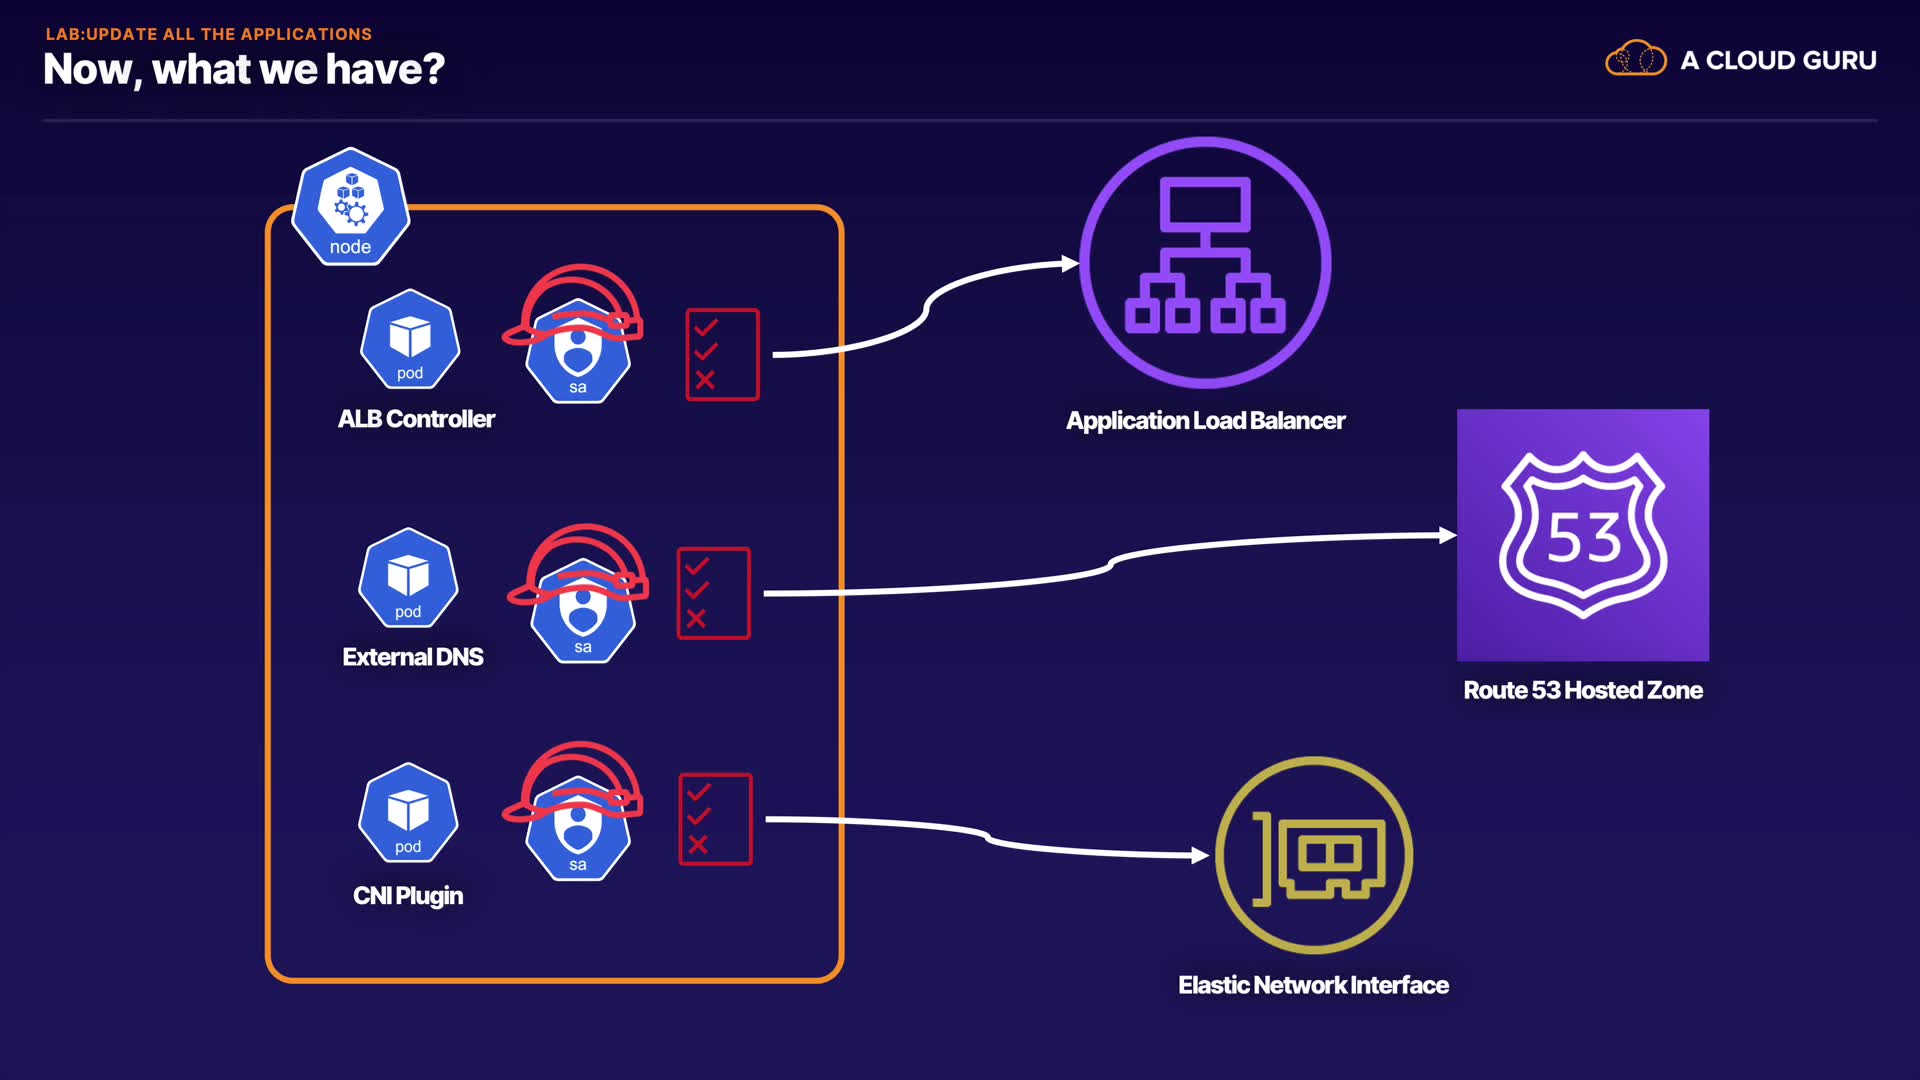 LAB:UPDATE ALL THE APPLICATIONS
Now, what we have?
A CLOUD GURU
node
pod
sa
ALB Controller
Application Load Balancer
pod
sa
External DNS
53
Route 53 Hosted Zone
pod
sa
CNI Plugin
Elastic Network Interface